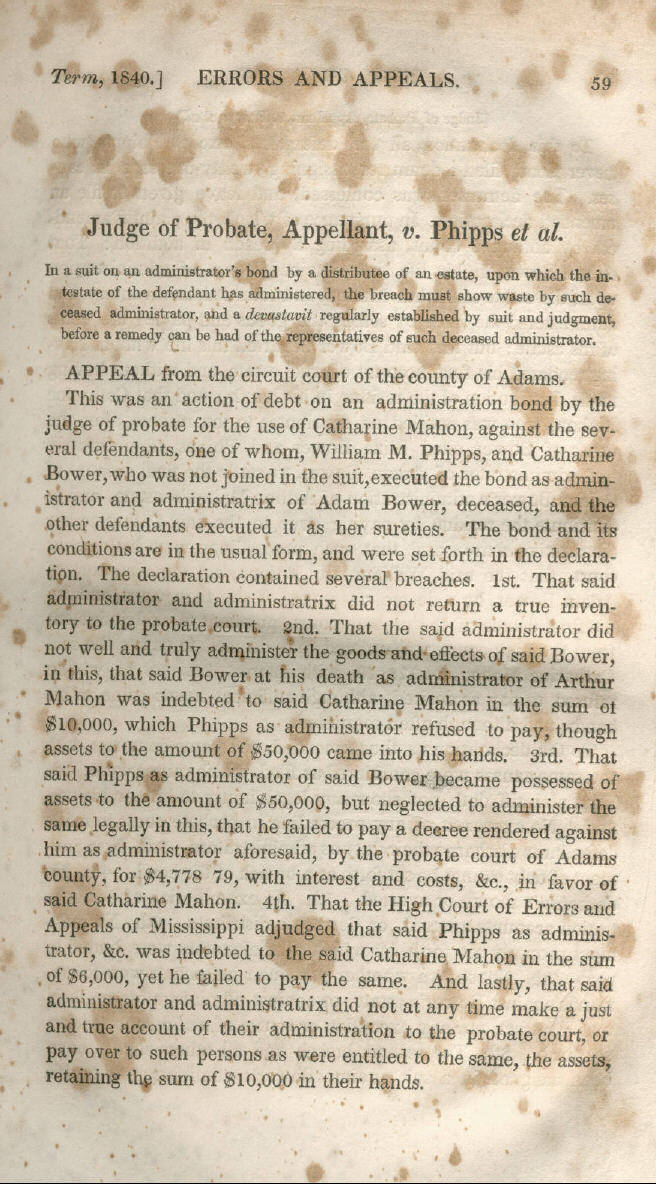 Term, 1840.] ERRORS AND APPEALS. 59
Judge of Probate, Appellant, v. Phipps et al.
In a suit on an administrator's bond by a distributee of an estate, upon which the in-
testate of the defendant has administered, the breach must show waste by such de-
ceased administrator, and a devastavit regularly established by suit and judgment,
before a remedy can be had of the representatives of such deceased administrator.
APPEAL from the circuit court of the county of Adams.
This was an action of debt on an administration bond by the
judge of probate for the use of Catharine Mahon, against the sev-
eral defendants, one of whom, William M. Phipps, and Catharine
Bower, who was not joined in the suit, executed the bond as admin-
istrator and administratrix of Adam Bower, deceased, and the
other defendants executed it as her sureties. The bond and its
conditions are in the usual form, and were set forth in the declara-
tion. The declaration contained several breaches. 1st. That said
administrator and administratrix did not return a true inven-
tory to the probate court. 2nd. That the said administrator did
not well and truly administer the goods and effects of said Bower,
in this, that said Bower at his death as administrator of Arthur
Mahon was indebted to said Catharine Mahon in the sum of
$10,000, which Phipps as administrator refused to pay, though
assets to the amount of $50,000 came into his hands. 3rd. That
said Phipps as administrator of said Bower became possessed of
assets to the amount of $50,000, but neglected to administer the
same legally in this, that he failed to pay a decree rendered against
him as administrator aforesaid, by the probate court of Adams
county, for $4,778 79, with interest and costs, &c., in favor of
said Catharine Mahon. 4th. That the High Court of Errors and
Appeals of Mississippi adjudged that said Phipps as adminis-
trator, &c. was indebted to the said Catharine Mahon in the sum
of $6,000, yet he failed to pay the same. And lastly, that said
administrator and administratrix did not at any time make a just
and true account of their administration to the probate court, or
pay over to such persons as were entitled to the same, the assets,
retaining the sum of $10,000 in their hands.